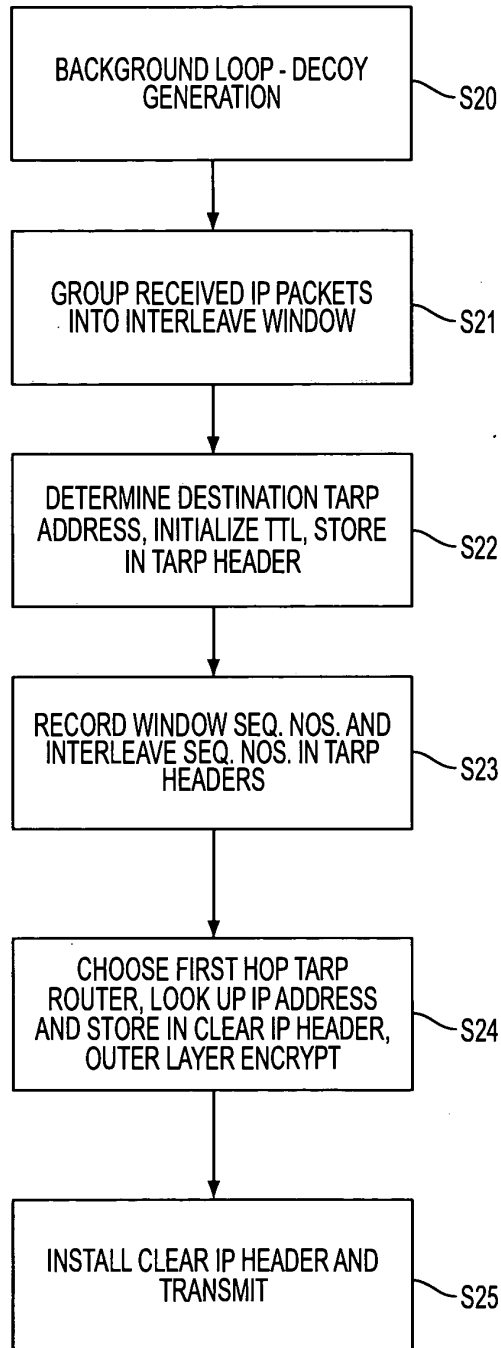 BACKGROUND LOOP - DECOY
GENERATION
S20
GROUP RECEIVED IP PACKETS
INTO INTERLEAVE WINDOW
S21
DETERMINE DESTINATION TARP
ADDRESS, INITIALIZE TTL, STORE
IN TARP HEADER
S22
RECORD WINDOW SEQ. NOS. AND
INTERLEAVE SEQ. NOS. IN TARP
HEADERS
S23
CHOOSE FIRST HOP TARP
ROUTER, LOOK UP IP ADDRESS
AND STORE IN CLEAR IP HEADER,
OUTER LAYER ENCRYPT
S24
INSTALL CLEAR IP HEADER AND
TRANSMIT
S25